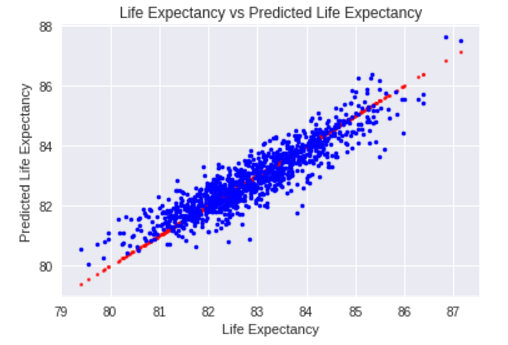 Life Expectancy vs Predicted Life Expectancy
88
86
84
82
80
Predicted Life Expectancy
79 80 81 82 83 84 85 86 87
Life Expectancy